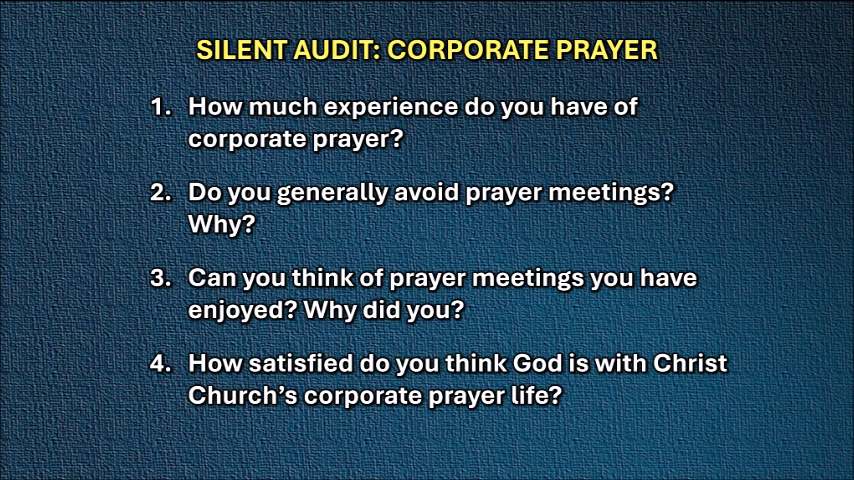 SILENT AUDIT: CORPORATE PRAYER
1. How much experience do you have of
corporate prayer?
2. Do you generally avoid prayer meetings?
Why?
3. Can you think of prayer meetings you have
enjoyed? Why did you?
4. How satisfied do you think God is with Christ
Church’s corporate prayer life?